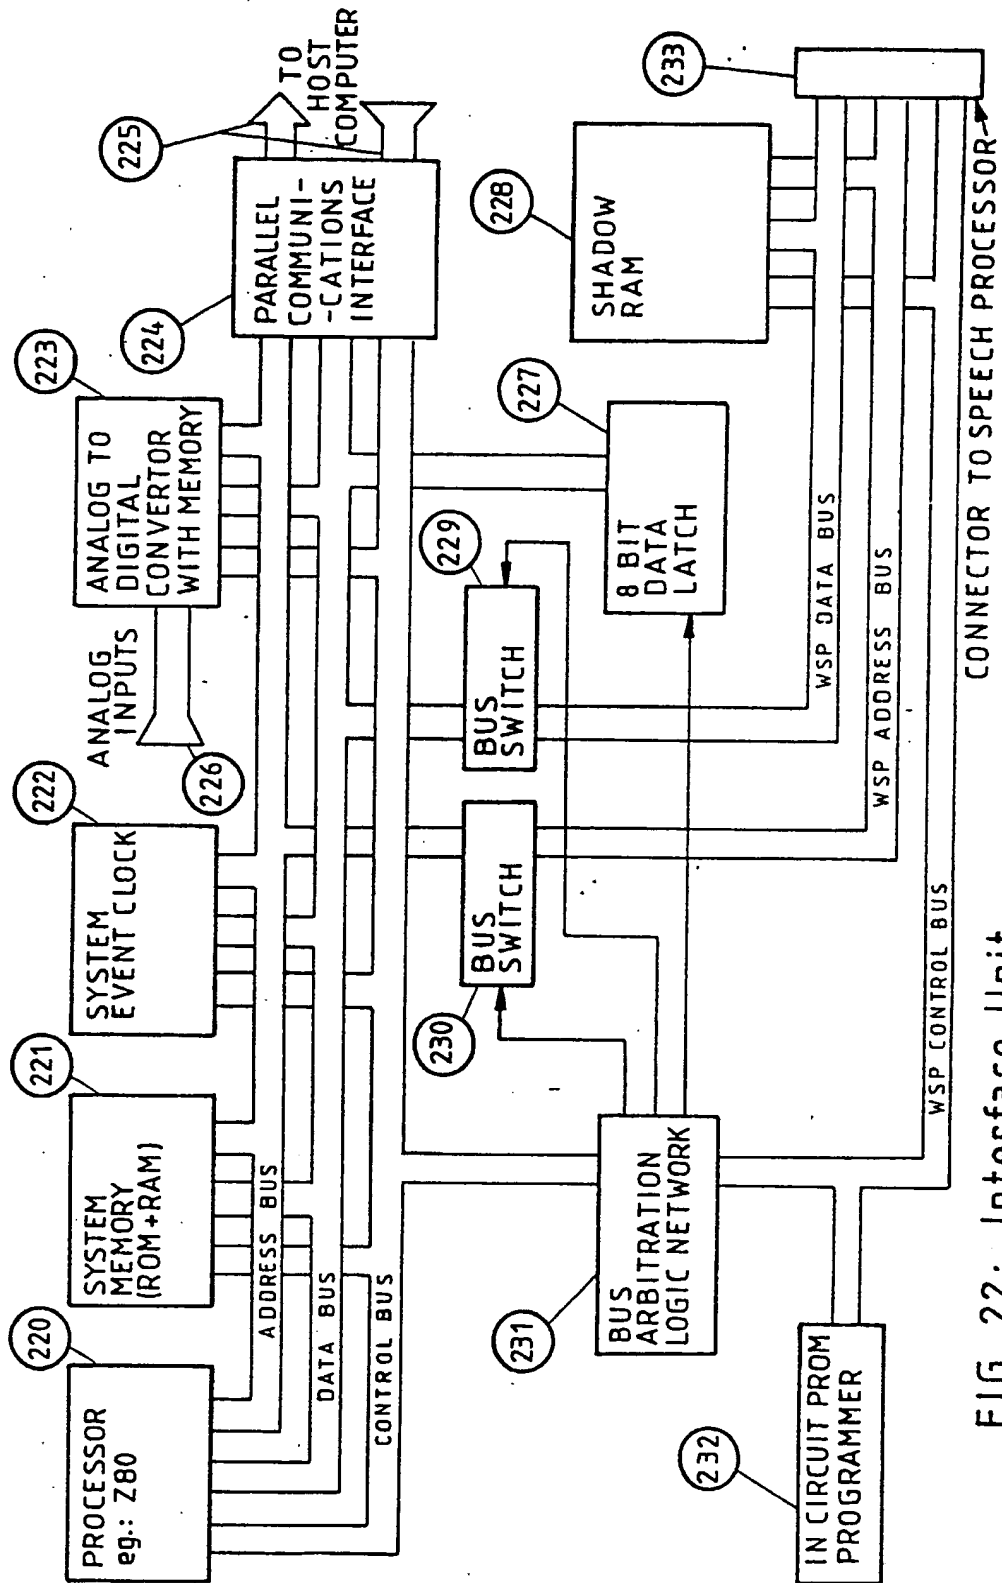 220
PROCESSOR
eg.: Z80
221
SYSTEM
MEMORY
(ROM+RAM)
222
SYSTEM
EVENT CLOCK
223
ANALOG TO
DIGITAL
CONVERTOR
WITH MEMORY
ANALOG
INPUTS
226
224
PARALLEL
COMMUNI-
-CATIONS
INTERFACE
225
TO
HOST
COMPUTER
ADDRESS BUS
DATA BUS
CONTROL BUS
230
BUS
SWITCH
229
BUS
SWITCH
227
8 BIT
DATA
LATCH
228
SHADOW
RAM
233
231
BUS
ARBITRATION
LOGIC NETWORK
232
IN CIRCUIT PROM
PROGRAMMER
WSP DATA BUS
WSP ADDRESS BUS
WSP CONTROL BUS
CONNECTOR TO SPEECH PROCESSOR
FIG. 22: Interface Unit